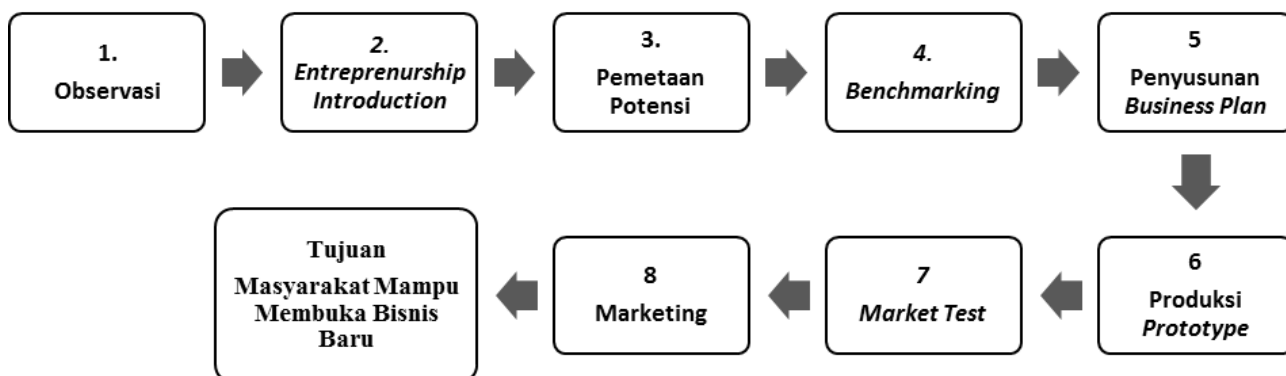 1.
Observasi
2.
Entreprenurship
Introduction
3.
Pemetaan
Potensi
4.
Benchmarking
5
Penyusunan
Business Plan
6
Produksi
Prototype
7
Market Test
8
Marketing
Tujuan
Masyarakat Mampu
Membuka Bisnis
Baru